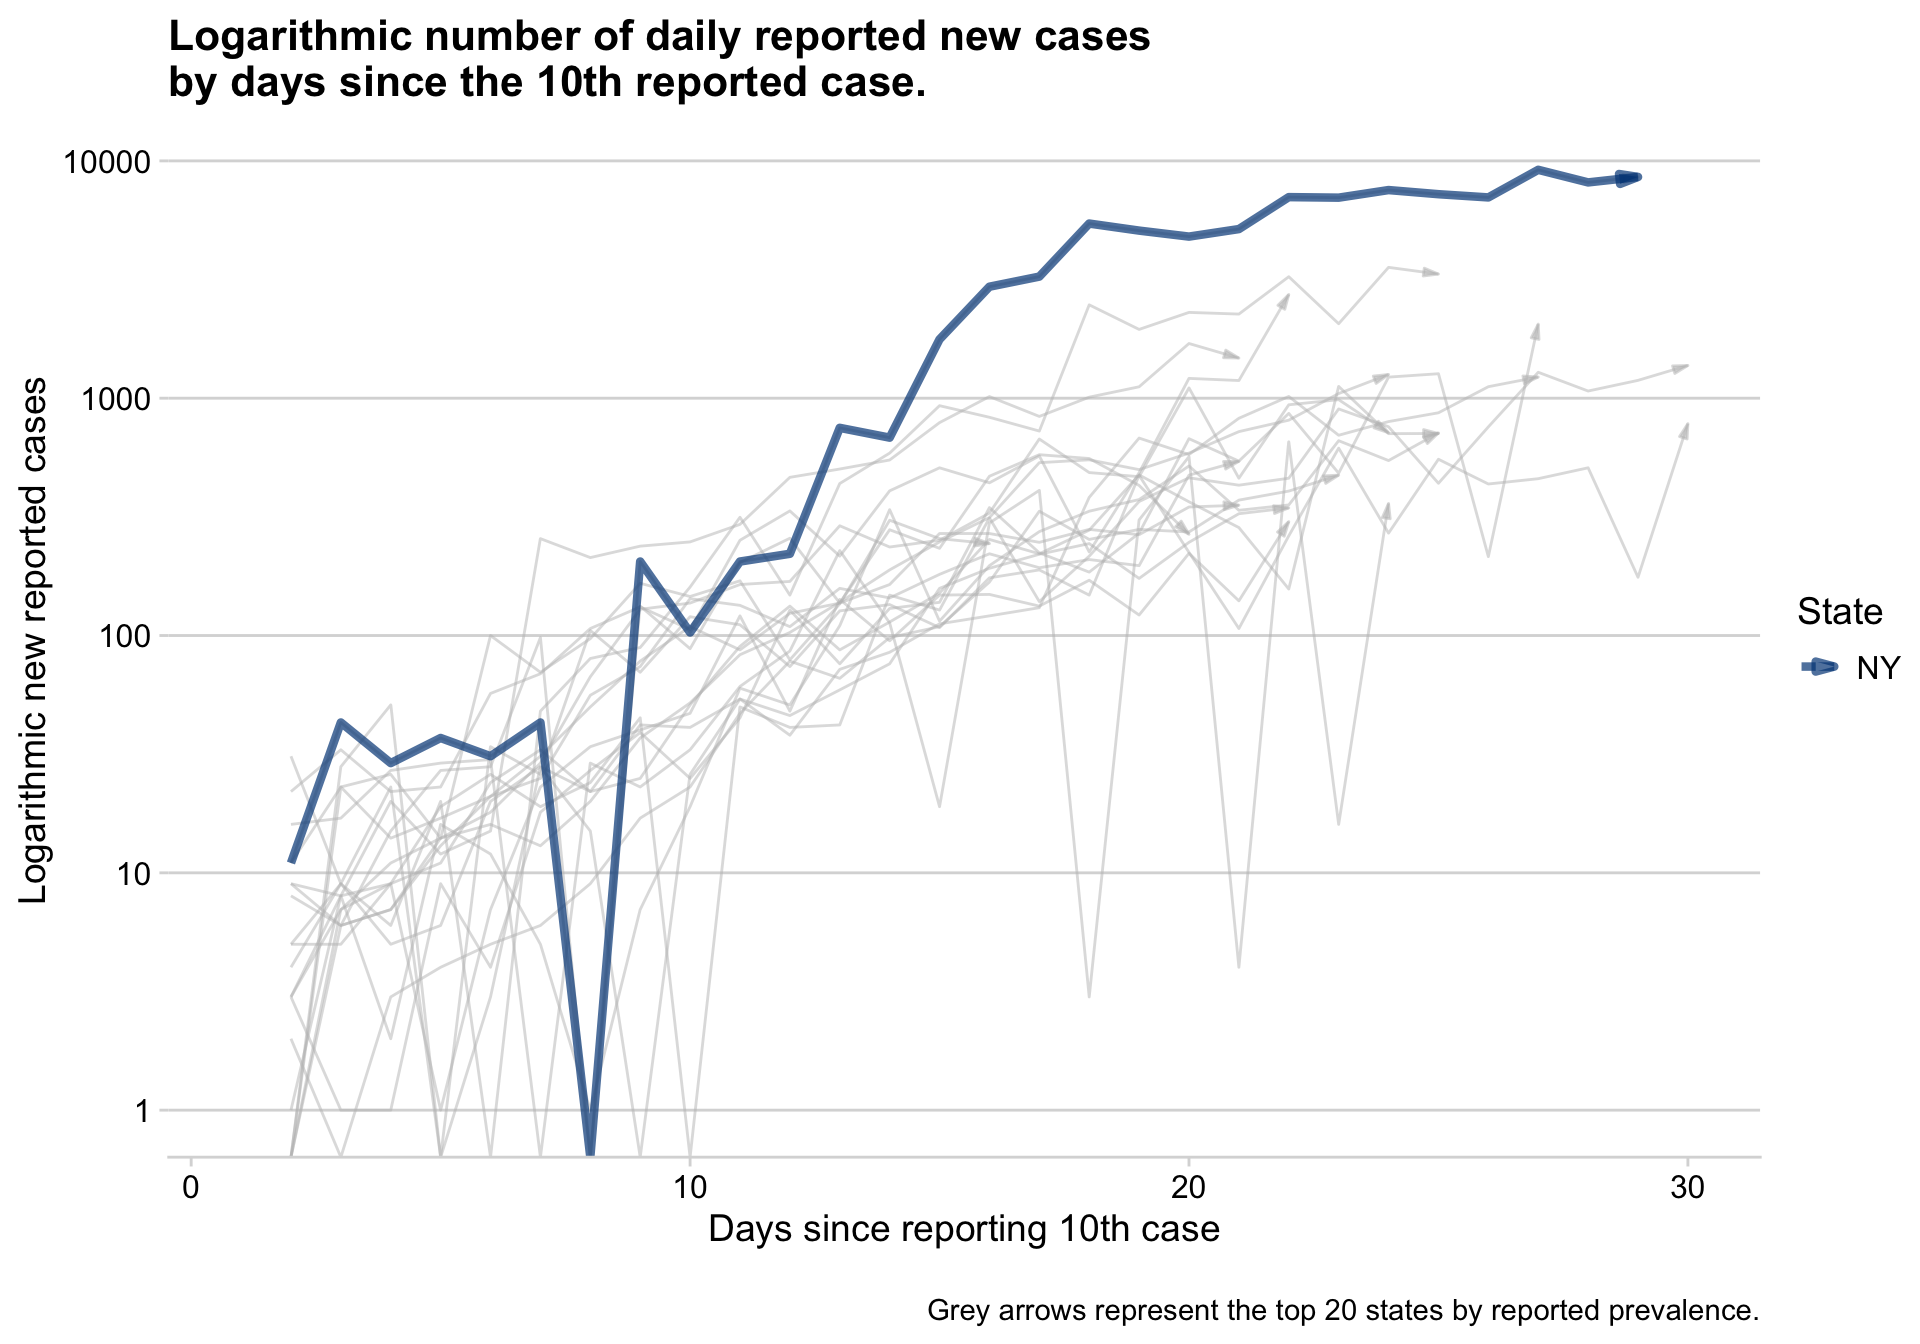 Logarithmic number of daily reported new cases
by days since the 10th reported case.
10000
1000
100
10
1
Logarithmic new reported cases
0
10
20
30
Days since reporting 10th case
State
NY
Grey arrows represent the top 20 states by reported prevalence.